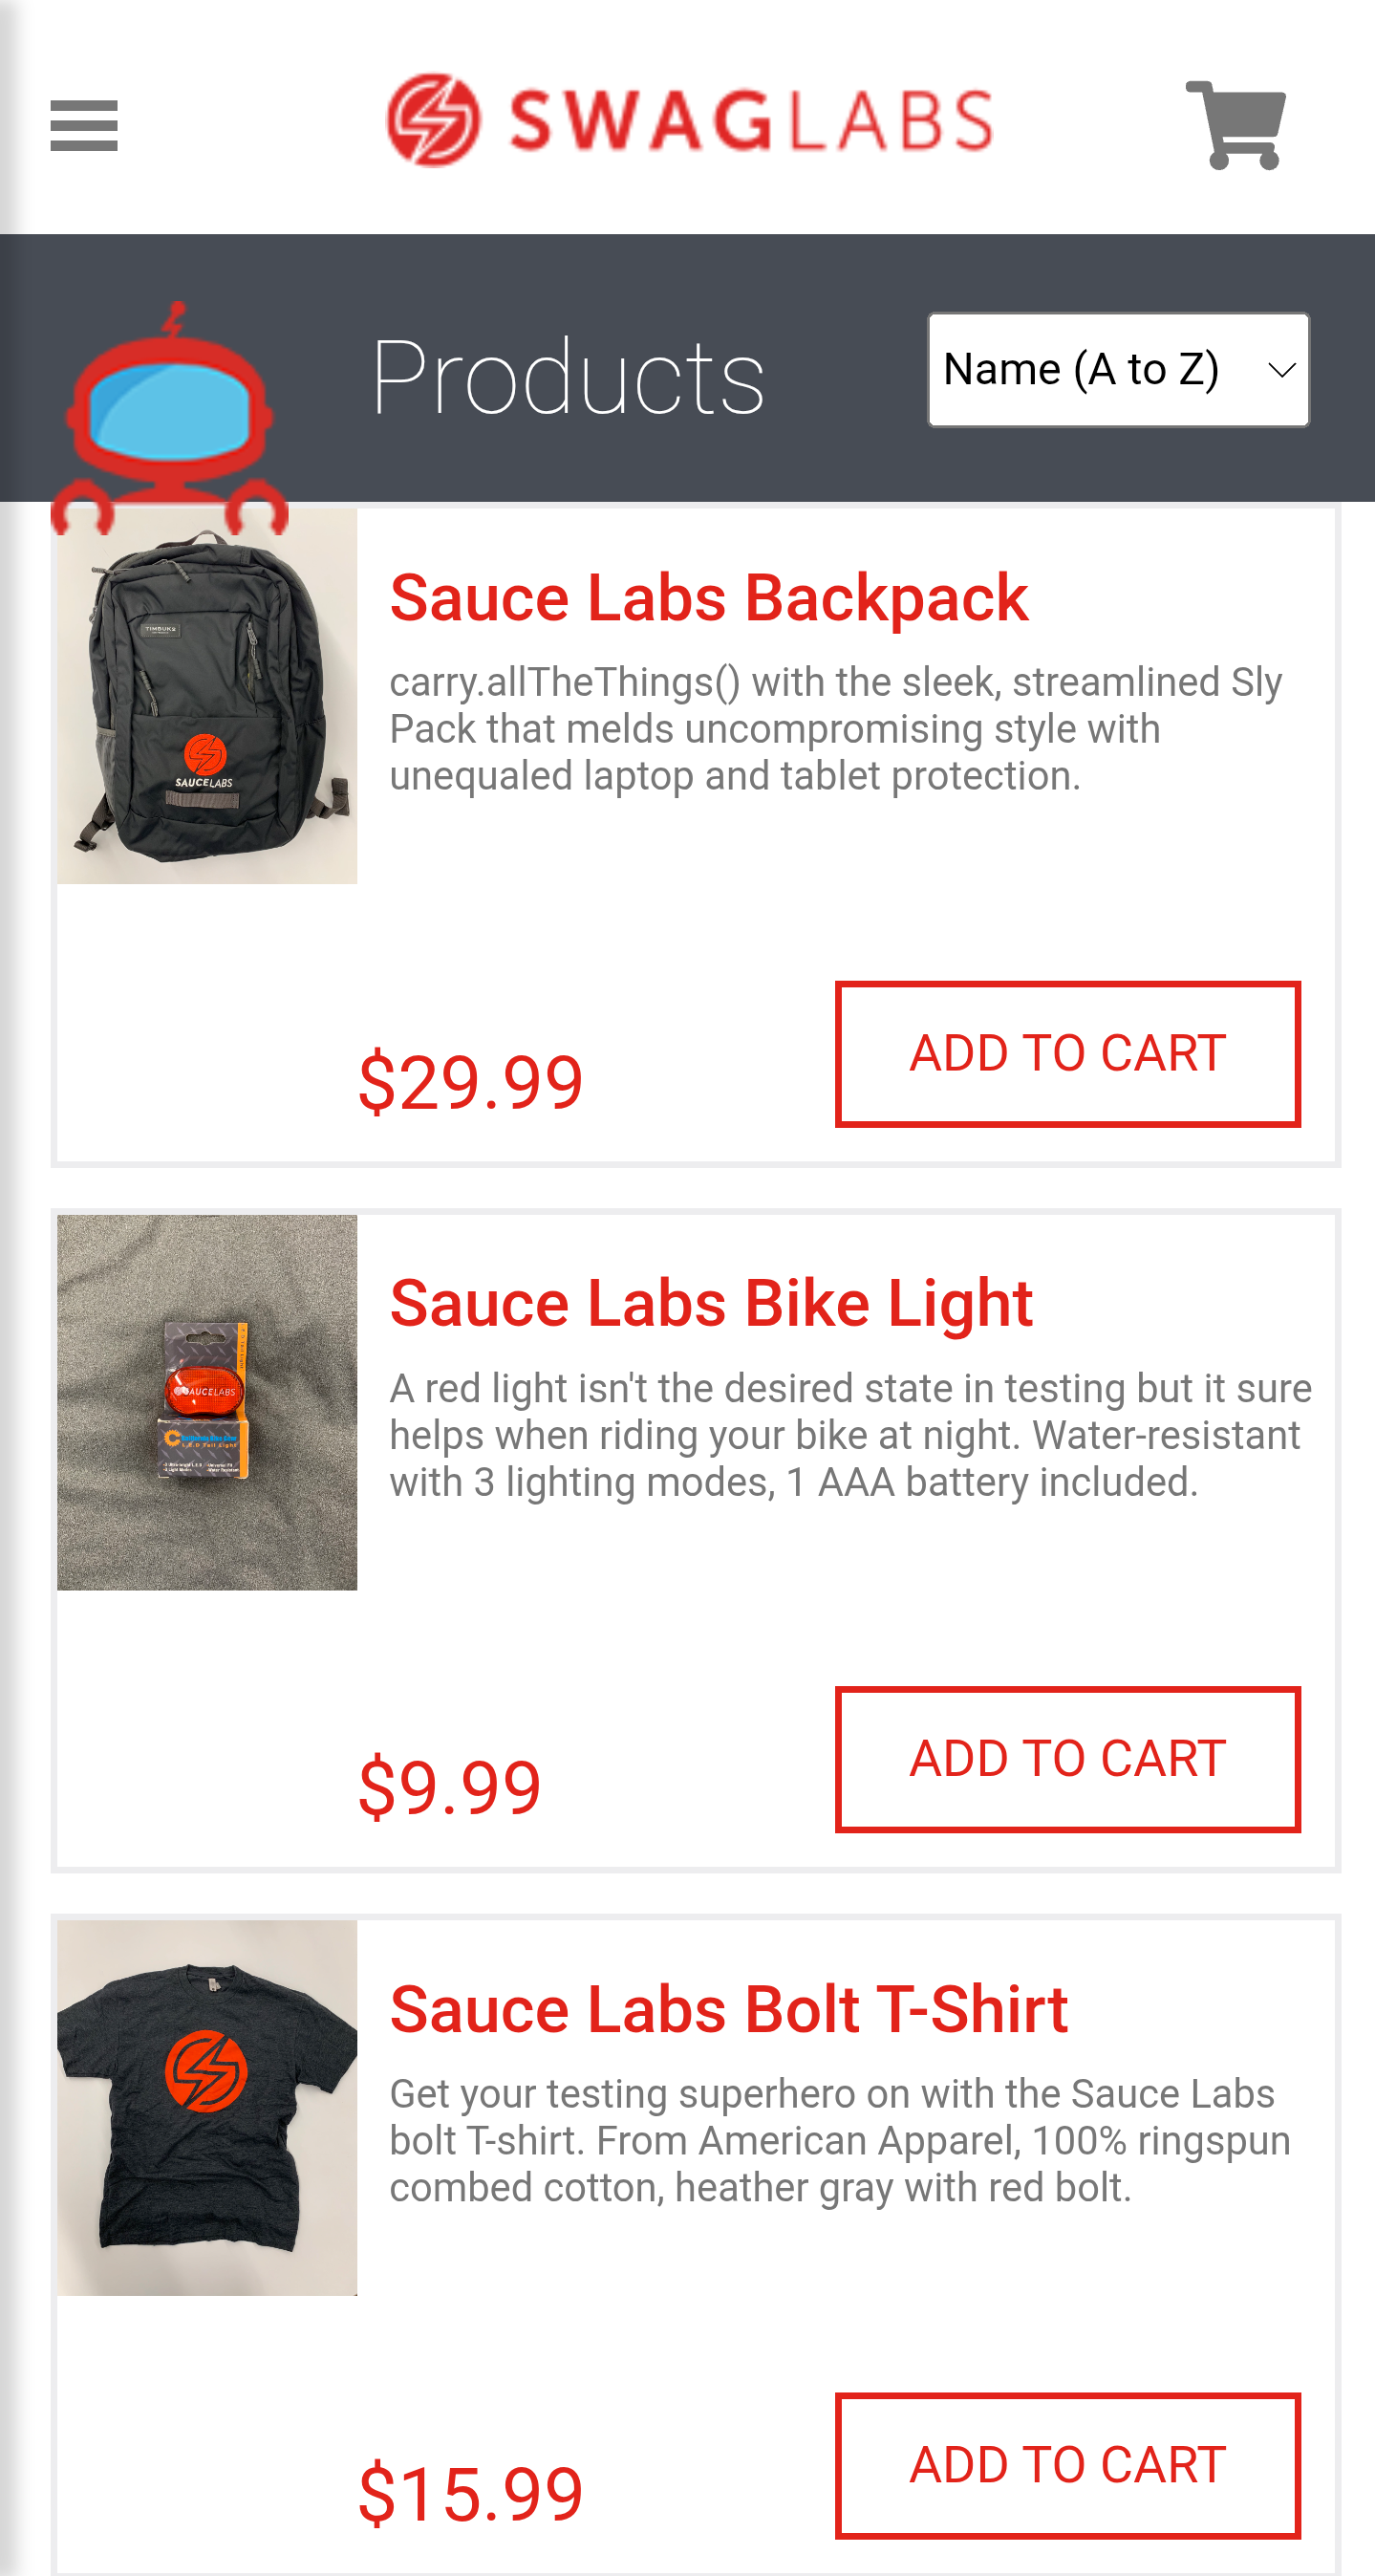 SWAGLABS
Products
Name (A to Z)
TIMBUK2
SAUCELABS
Sauce Labs Backpack
carry.allTheThings() with the sleek, streamlined Sly
Pack that melds uncompromising style with
unequaled laptop and tablet protection.
$29.99
ADD TO CART
SAUCELABS
L.E.D Tail Light
Sauce Labs Bike Light
A red light isn't the desired state in testing but it sure
helps when riding your bike at night. Water-resistant
with 3 lighting modes, 1 AAA battery included.
$9.99
ADD TO CART
Sauce Labs Bolt T-Shirt
Get your testing superhero on with the Sauce Labs
bolt T-shirt. From American Apparel, 100% ringspun
combed cotton, heather gray with red bolt.
$15.99
ADD TO CART